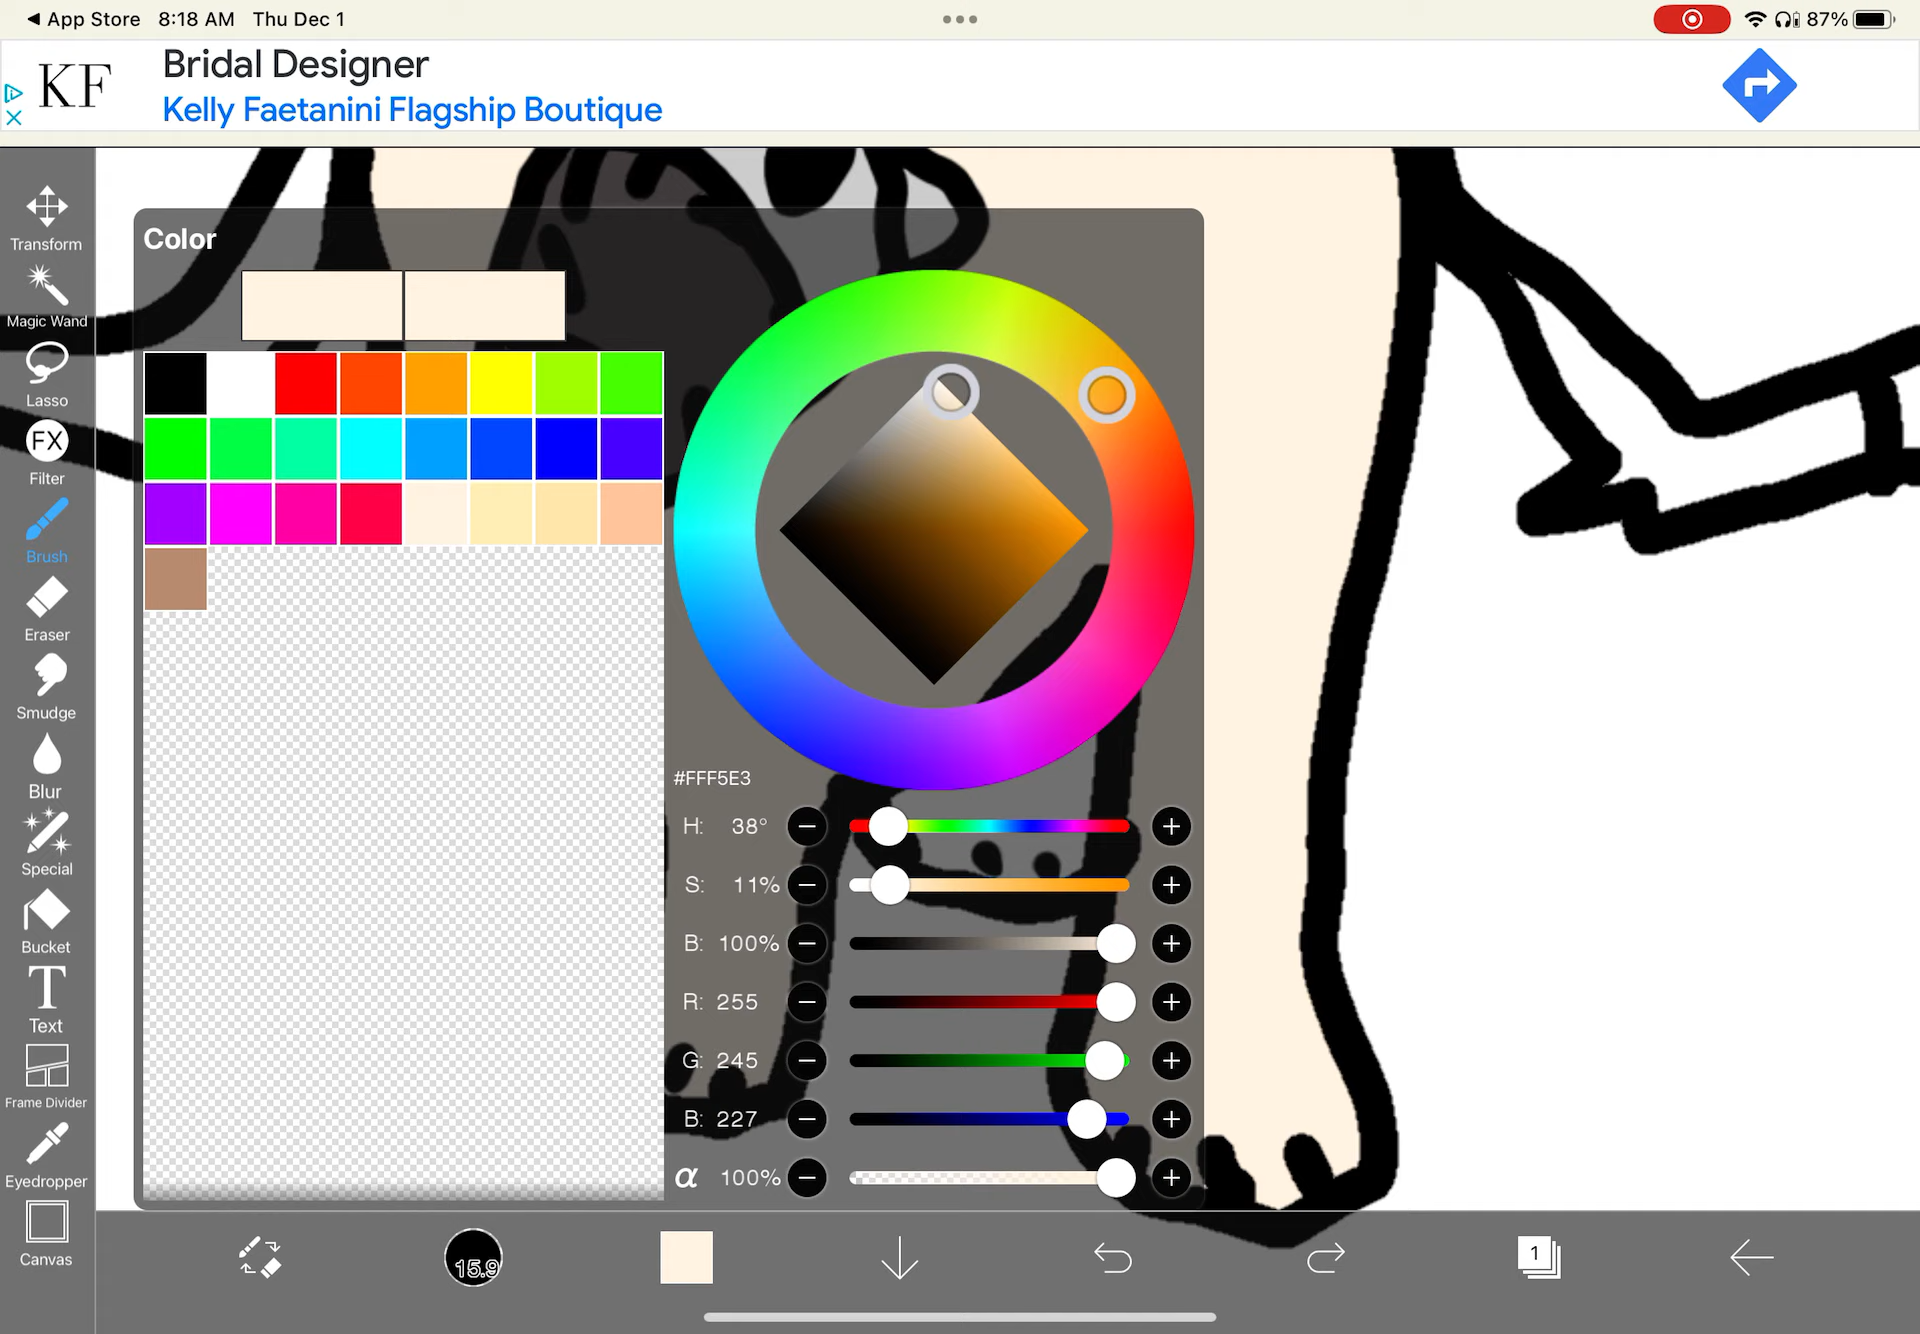 App Store 8:18 AM Thu Dec 1
87%
KF
Bridal Designer
Kelly Faetanini Flagship Boutique
Transform
Magic Wand
Lasso
FX
Filter
Brush
Eraser
Smudge
Blur
Special
Bucket
T
Text
Frame Divider
Eyedropper
Canvas
Color
#FFF5E3
H: 38°
S: 11%
B: 100%
R: 255
G: 245
B: 227
α 100%
15.9
1